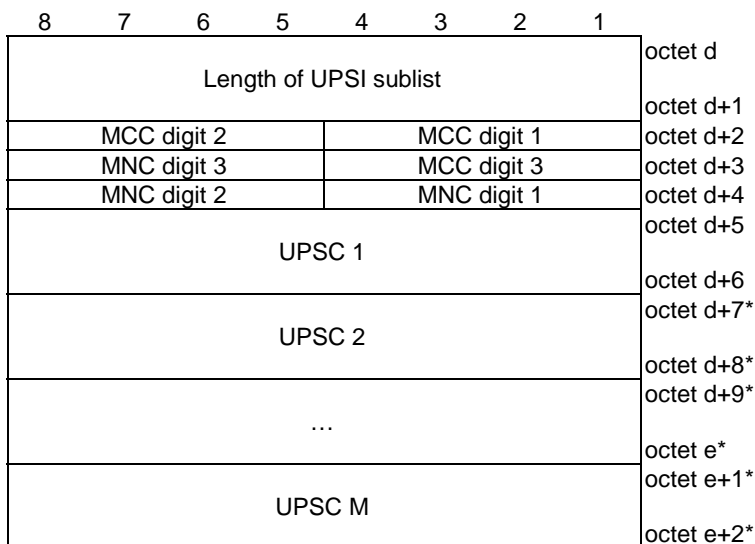 8 7 6 5 4 3 2 1
octet d
Length of UPSI sublist
octet d+1
MCC digit 2 MCC digit 1 octet d+2
MNC digit 3 MCC digit 3 octet d+3
MNC digit 2 MNC digit 1 octet d+4
octet d+5
UPSC 1
octet d+6
octet d+7*
UPSC 2
octet d+8*
octet d+9*
…
octet e*
octet e+1*
UPSC M
octet e+2*